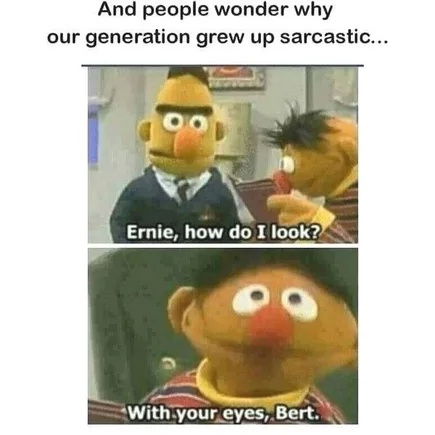 And people wonder why
our generation grew up sarcastic...
Ernie, how do I look?
With your eyes, Bert.